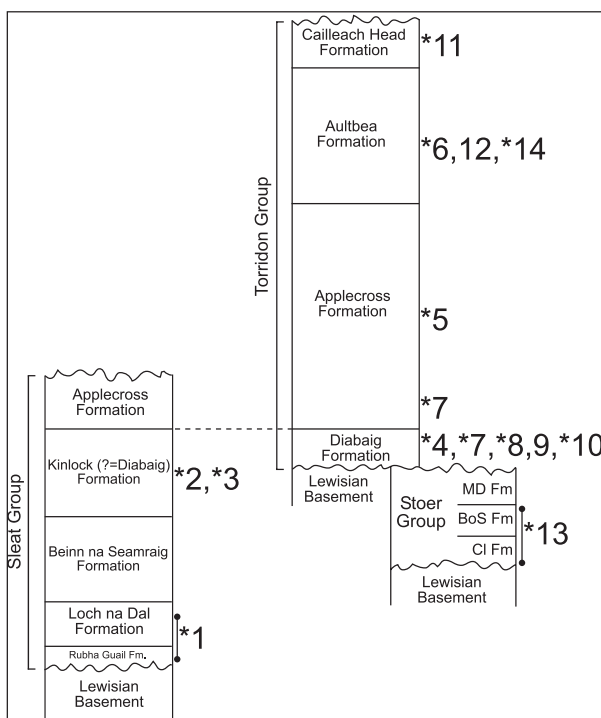 Cailleach Head
Formation
*11
Aultbea
Formation
*6,12,*14
Torridon Group
Applecross
Formation
*5
*7
Diabaig
Formation
*4,*7,*8,9,*10
Lewisian
Basement
Stoer
Group
MD Fm
BoS Fm
CI Fm
*13
Lewisian
Basement
Sleat Group
Applecross
Formation
Kinlock (?=Diabaig)
Formation
*2,*3
Beinn na Seamraig
Formation
Loch na Dal
Formation
*1
Rubha Guail Fm.
Lewisian
Basement